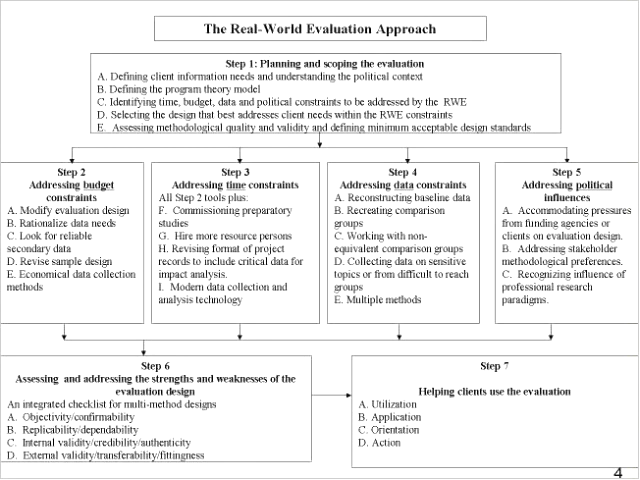 The Real-World Evaluation Approach
Step 1: Planning and scoping the evaluation
A. Defining client information needs and understanding the political context
B. Defining the program theory model
C. Identifying time, budget, data and political constraints to be addressed by the RWE
D. Selecting the design that best addresses client needs within the RWE constraints
E. Assessing methodological quality and validity and defining minimum acceptable design standards
Step 2
Addressing budget
constraints
A. Modify evaluation design
B. Rationalize data needs
C. Look for reliable
secondary data
D. Revise sample design
E. Economical data collection
methods
Step 3
Addressing time constraints
All Step 2 tools plus:
F. Commissioning preparatory
studies
G. Hire more resource persons
H. Revising format of project
records to include critical data for
impact analysis.
I. Modern data collection and
analysis technology
Step 4
Addressing data constraints
A. Reconstructing baseline data
B. Recreating comparison
groups
C. Working with non-
equivalent comparison groups
D. Collecting data on sensitive
topics or from difficult to reach
groups
E. Multiple methods
Step 5
Addressing political
influences
A. Accommodating pressures
from funding agencies or
clients on evaluation design.
B. Addressing stakeholder
methodological preferences.
C. Recognizing influence of
professional research
paradigms.
Step 6
Assessing and addressing the strengths and weaknesses of the
evaluation design
An integrated checklist for multi-method designs
A. Objectivity/confirmability
B. Replicability/dependability
C. Internal validity/credibility/authenticity
D. External validity/transferability/fittingness
Step 7
Helping clients use the evaluation
A. Utilization
B. Application
C. Orientation
D. Action
4